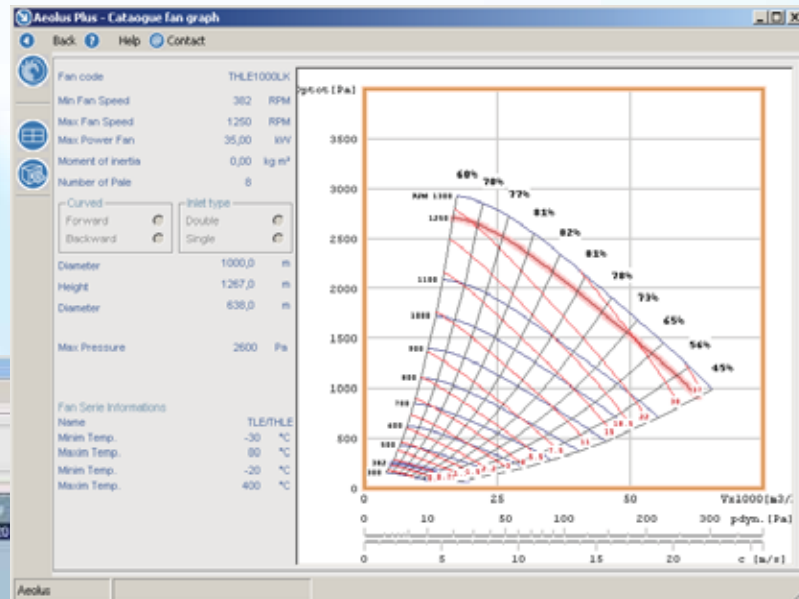 Aeolus Plus - Cataogue fan graph
Back Help Contact
Fan code THLE1000LK
Min Fan Speed 382 RPM
Max Fan Speed 1250 RPM
Max Power Fan 35,00 kW
Moment of inertia 0,00 kg m²
Number of Pale 8
Curved
Forward
Backward
Inlet type
Double
Single
Diameter 1000,0 m
Height 1267,0 m
Diameter 638,0 m
Max Pressure 2600 Pa
Fan Serie Informations
Name TLE/THLE
Minim Temp. -30 °C
Maxim Temp. 80 °C
Minim Temp. -20 °C
Maxim Temp. 400 °C
ptot[Pa]
3500
3000
2500
2000
1500
1000
500
0
68% 78% 77% 81% 82% 81% 78% 73% 65% 56% 45%
RPM 1300
1250
1100
1000
900
800
700
600
500
382
300
0 25 50
0 10 50 100 200 300 pdyn.[Pa]
0 5 10 15 20 c [m/s]
Aeolus